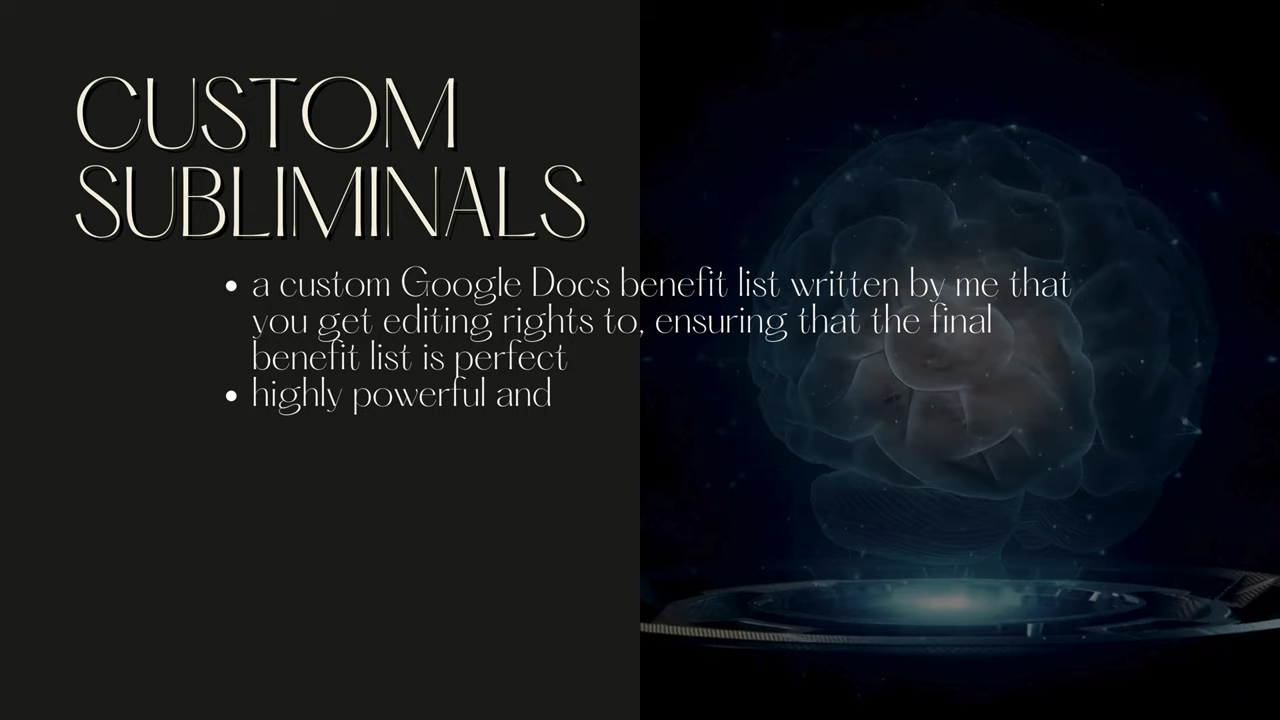 CUSTOM
SUBLIMINALS
• a custom Google Docs benefit list written by me that
you get editing rights to, ensuring that the final
benefit list is perfect
• highly powerful and